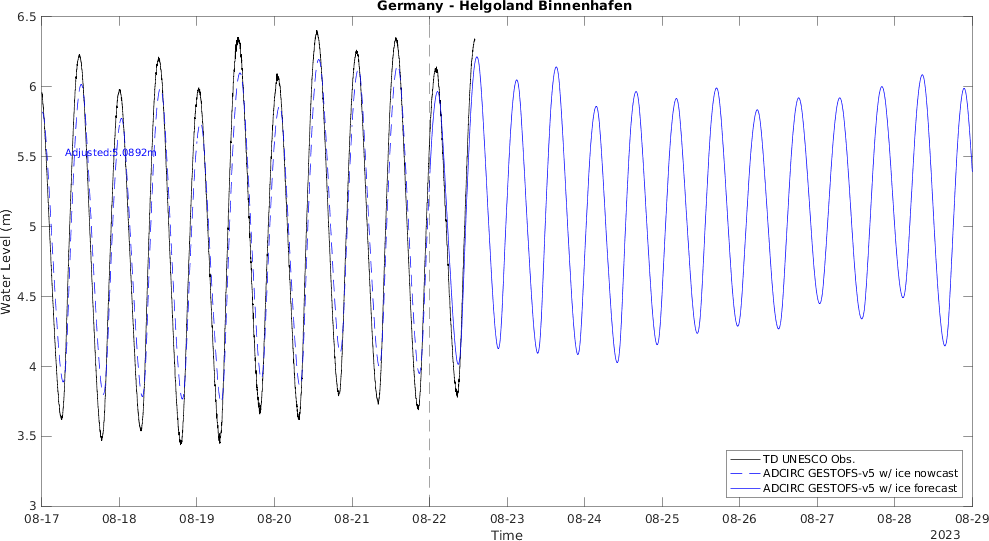 Germany - Helgoland Binnenhafen
6.5
6
5.5
5
4.5
4
3.5
3
Water Level (m)
Adjusted:5.0892m
TD UNESCO Obs.
ADCIRC GESTOFS-v5 w/ ice nowcast
ADCIRC GESTOFS-v5 w/ ice forecast
08-17 08-18 08-19 08-20 08-21 08-22 08-23 08-24 08-25 08-26 08-27 08-28 08-29
Time
2023